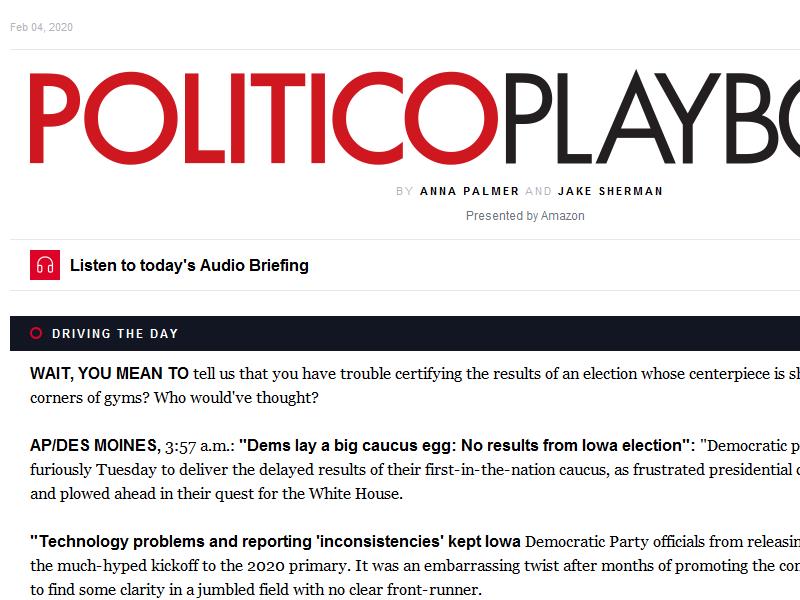 Feb 04, 2020
POLITICOPLAYBO
BY ANNA PALMER AND JAKE SHERMAN
Presented by Amazon
Listen to today's Audio Briefing
DRIVING THE DAY
WAIT, YOU MEAN TO tell us that you have trouble certifying the results of an election whose centerpiece is sh
corners of gyms? Who would've thought?
AP/DES MOINES, 3:57 a.m.: "Dems lay a big caucus egg: No results from Iowa election": "Democratic p
furiously Tuesday to deliver the delayed results of their first-in-the-nation caucus, as frustrated presidential c
and plowed ahead in their quest for the White House.
"Technology problems and reporting 'inconsistencies' kept Iowa Democratic Party officials from releasin
the much-hyped kickoff to the 2020 primary. It was an embarrassing twist after months of promoting the con
to find some clarity in a jumbled field with no clear front-runner.